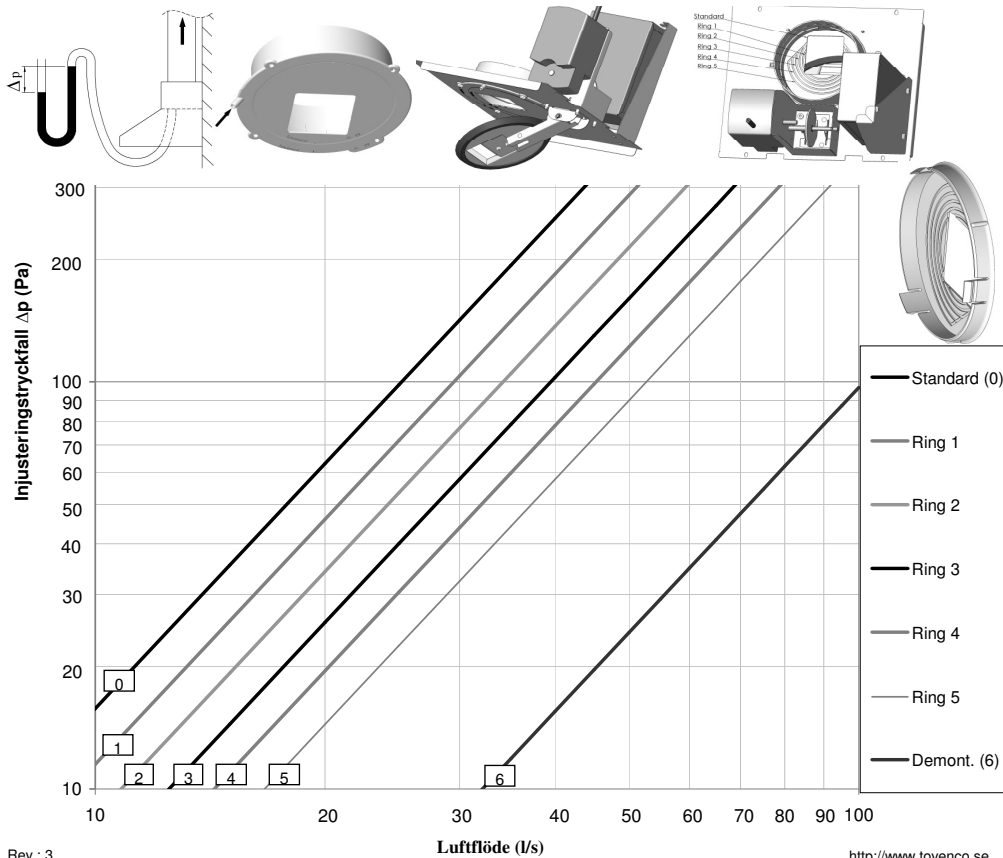 Δp
Standard
Ring 1
Ring 2
Ring 3
Ring 4
Ring 5
Injusteringstryckfall Δp (Pa)
300
200
100
90
80
70
60
50
40
30
20
10
0
1
2
3
4
5
6
10
20
30
40
50
60
70
80
90
100
Luftflöde (l/s)
Standard (0)
Ring 1
Ring 2
Ring 3
Ring 4
Ring 5
Demont. (6)
Rev : 3
http://www.tovenco.se